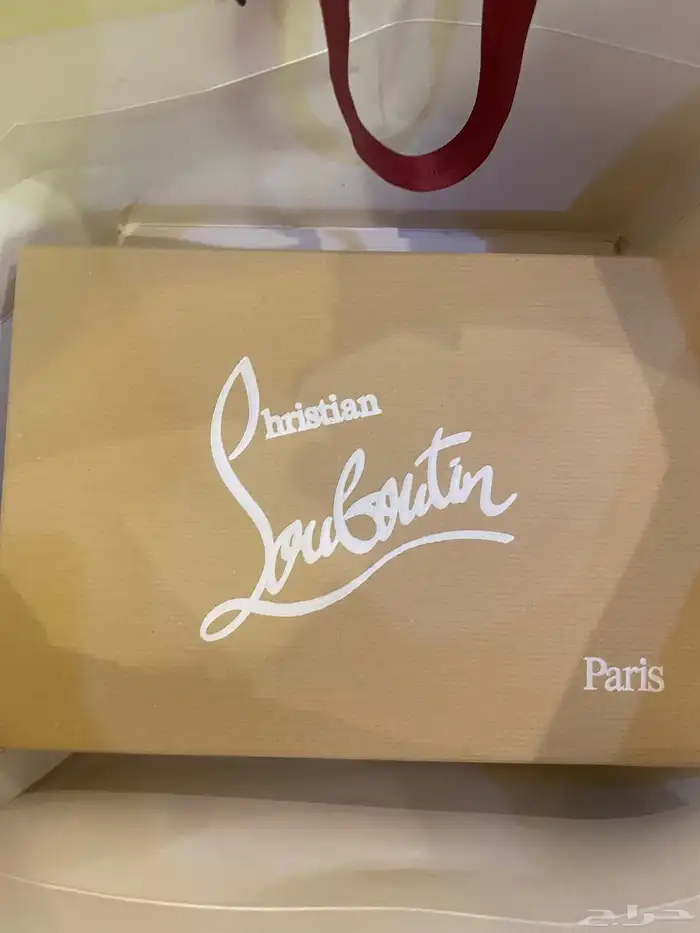 Christian
Louboutin
Paris
حراج